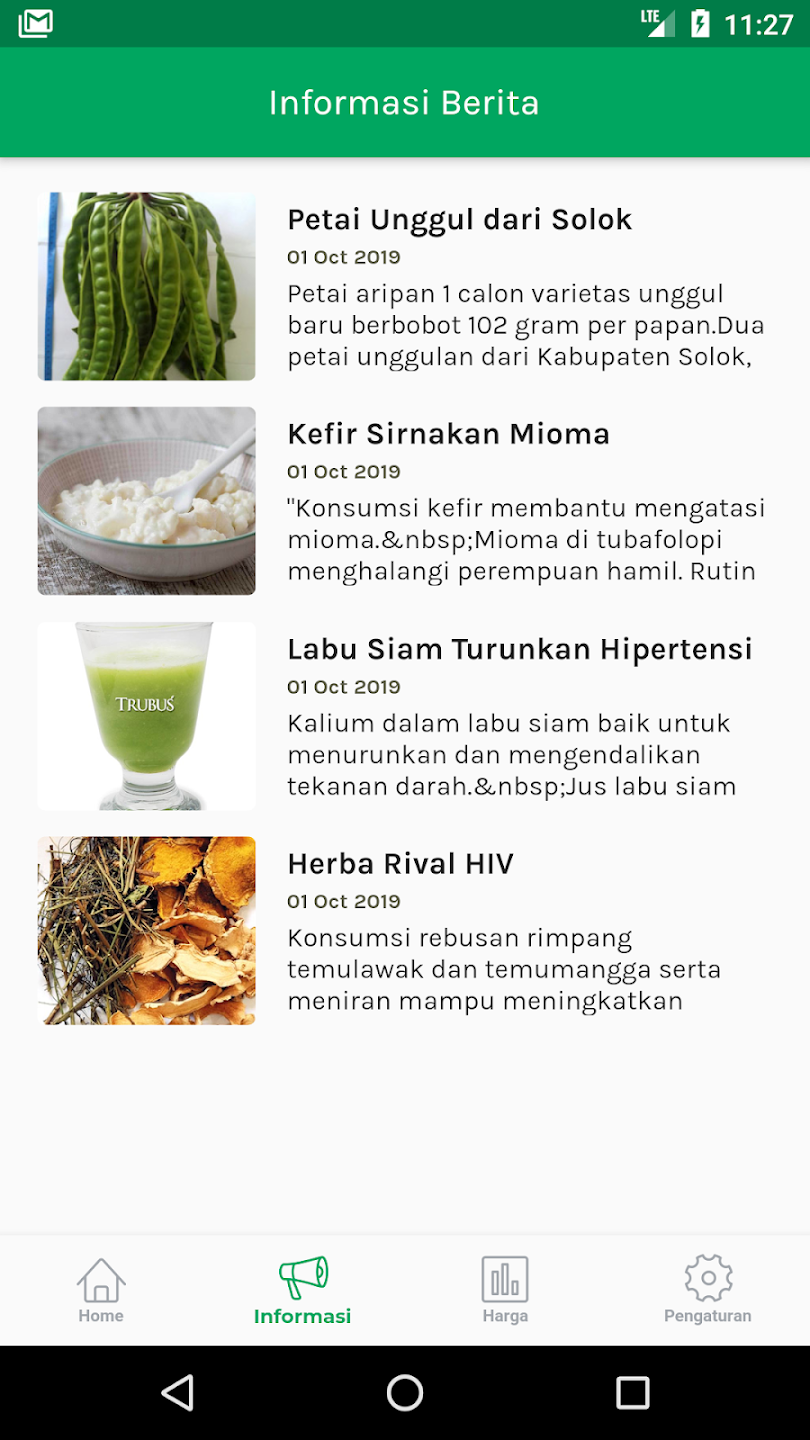 LTE
11:27
Informasi Berita
Petai Unggul dari Solok
01 Oct 2019
Petai aripan 1 calon varietas unggul
baru berbobot 102 gram per papan.Dua
petai unggulan dari Kabupaten Solok,
Kefir Sirnakan Mioma
01 Oct 2019
"Konsumsi kefir membantu mengatasi
mioma.&nbsp;Mioma di tubafolopi
menghalangi perempuan hamil. Rutin
Labu Siam Turunkan Hipertensi
01 Oct 2019
TRUBUS
Kalium dalam labu siam baik untuk
menurunkan dan mengendalikan
tekanan darah.&nbsp;Jus labu siam
Herba Rival HIV
01 Oct 2019
Konsumsi rebusan rimpang
temulawak dan temumangga serta
meniran mampu meningkatkan
Home
Informasi
Harga
Pengaturan